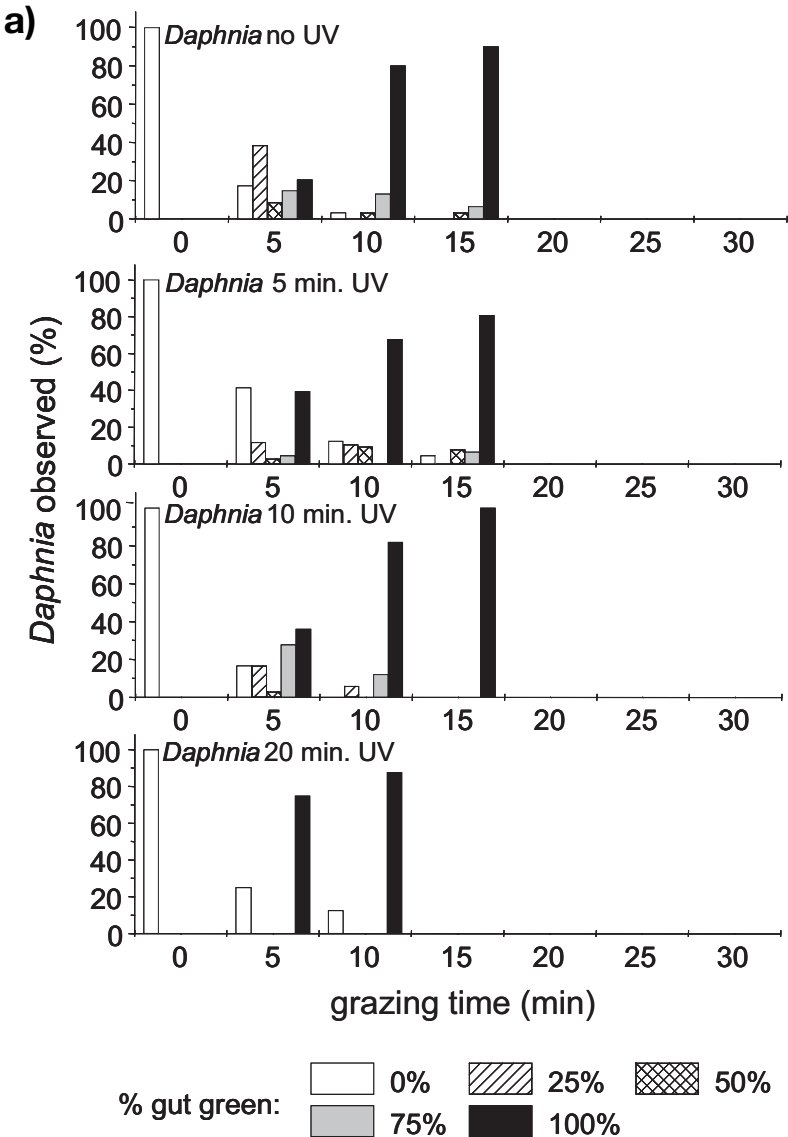 a)
Daphnia no UV
100
80
60
40
20
0
0 5 10 15 20 25 30
Daphnia 5 min. UV
100
80
60
40
20
0
0 5 10 15 20 25 30
Daphnia observed (%)
Daphnia 10 min. UV
100
80
60
40
20
0
0 5 10 15 20 25 30
Daphnia 20 min. UV
100
80
60
40
20
0
0 5 10 15 20 25 30
grazing time (min)
% gut green:
0% 25% 50%
75% 100%